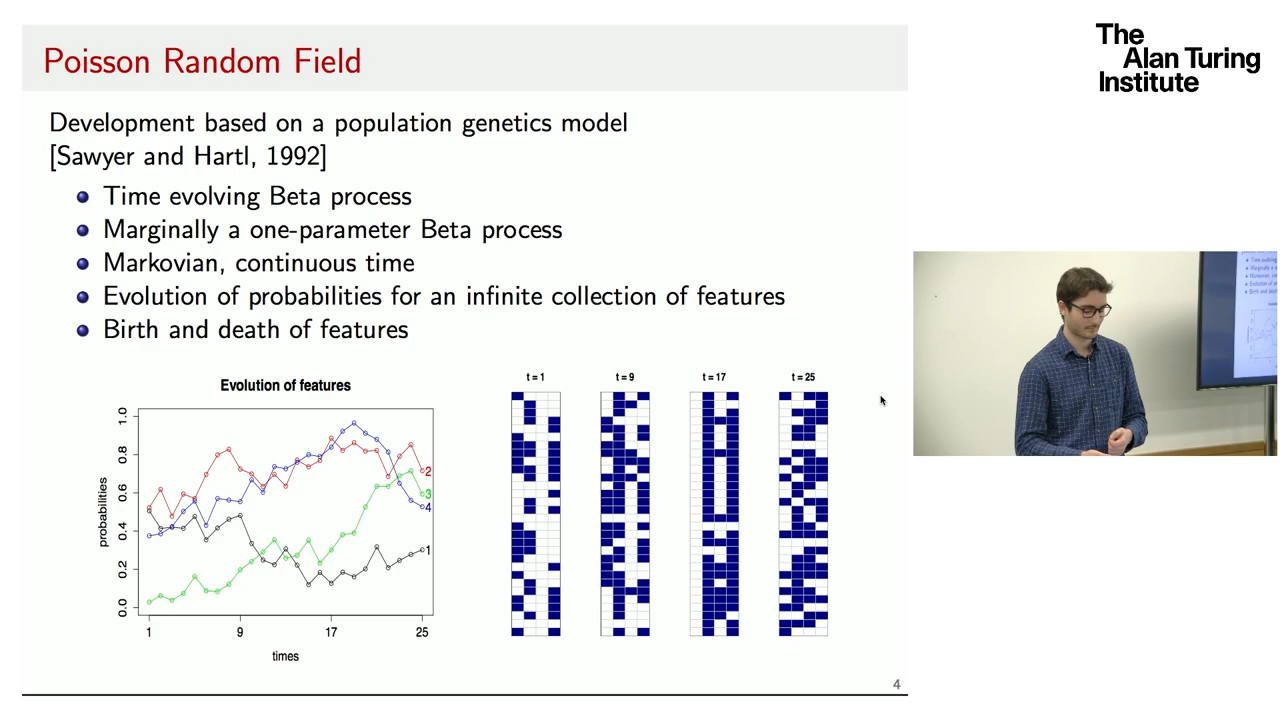 Poisson Random Field
Development based on a population genetics model
[Sawyer and Hartl, 1992]
Time evolving Beta process
Marginally a one-parameter Beta process
Markovian, continuous time
Evolution of probabilities for an infinite collection of features
Birth and death of features
Evolution of features
probabilities
0.0
0.2
0.4
0.6
0.8
1.0
1
9
17
25
times
2
3
4
1
t = 1
t = 9
t = 17
t = 25
4
The
Alan Turing
Institute